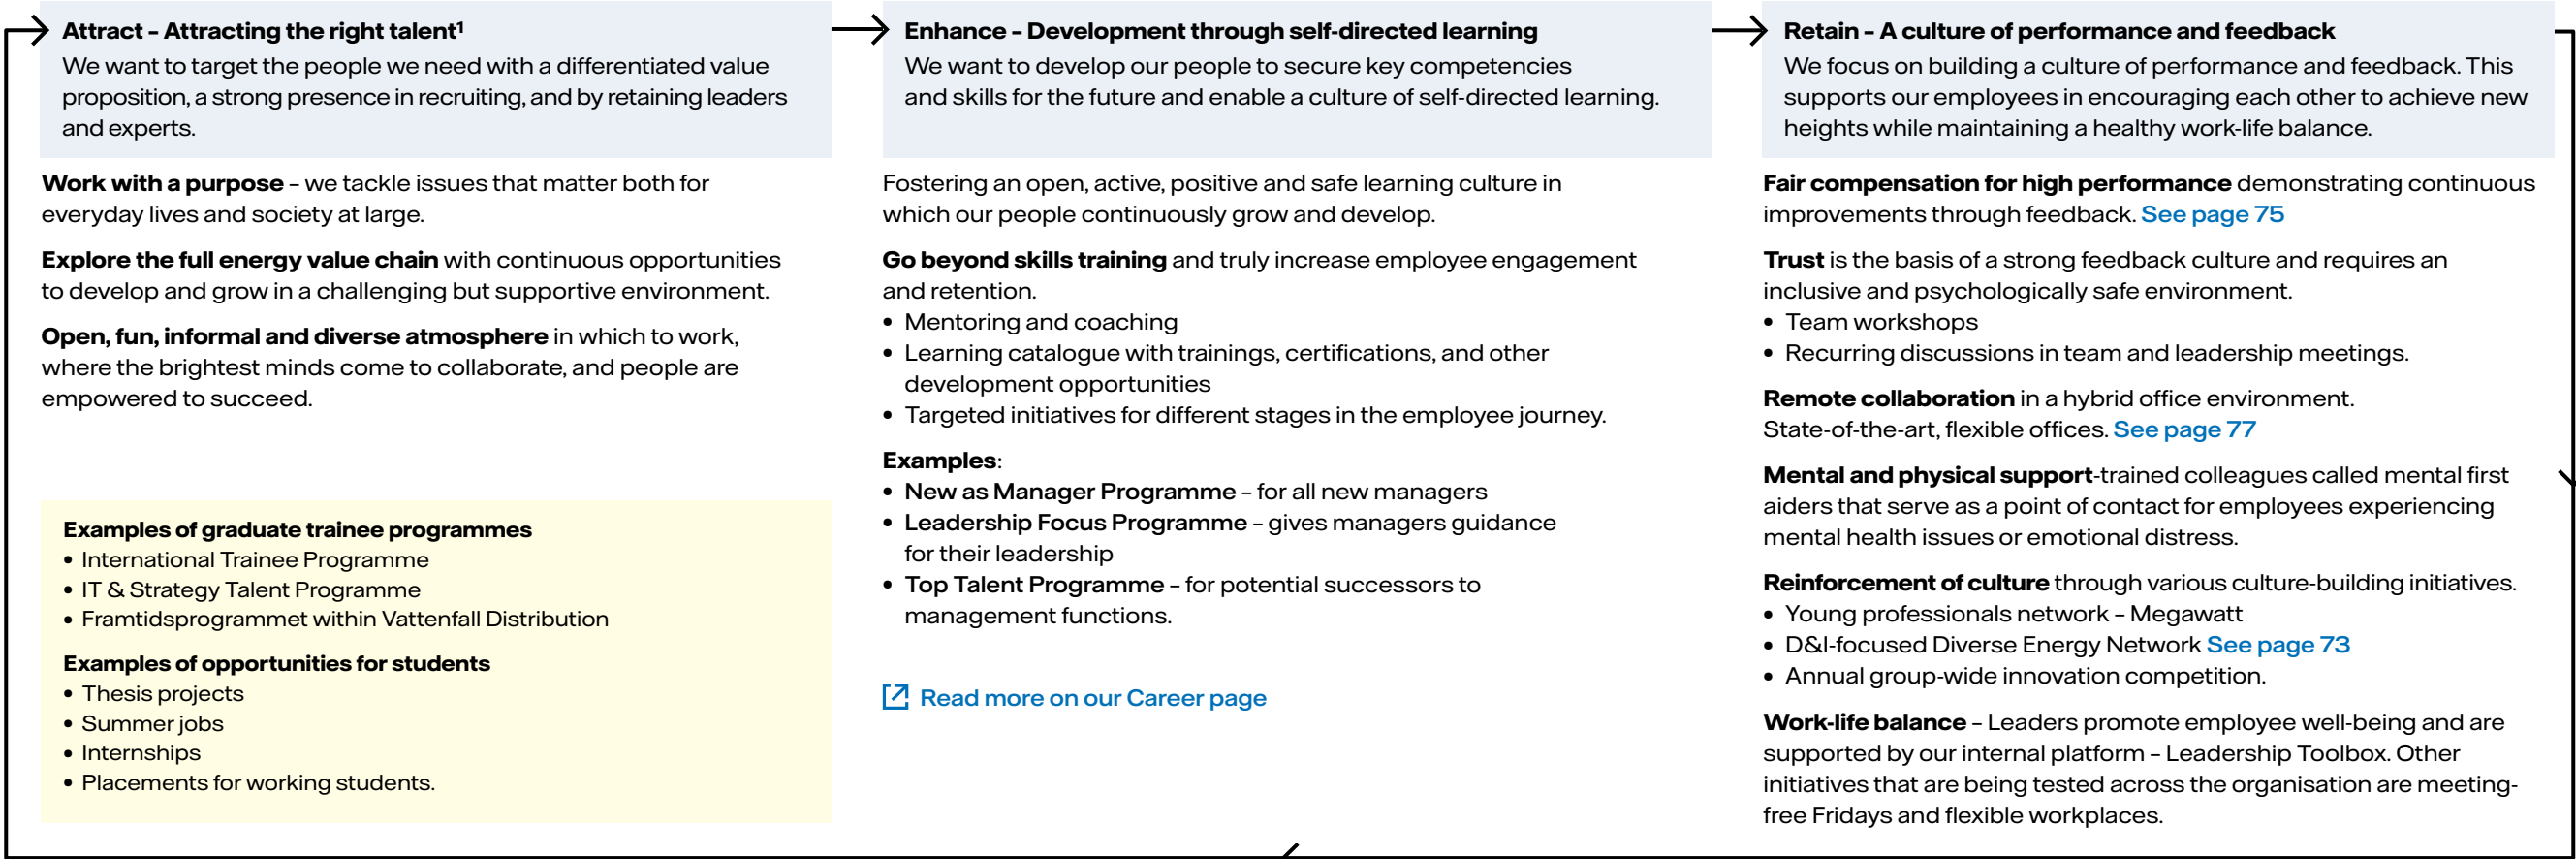 Attract – Attracting the right talent¹
We want to target the people we need with a differentiated value
proposition, a strong presence in recruiting, and by retaining leaders
and experts.
Work with a purpose – we tackle issues that matter both for
everyday lives and society at large.
Explore the full energy value chain with continuous opportunities
to develop and grow in a challenging but supportive environment.
Open, fun, informal and diverse atmosphere in which to work,
where the brightest minds come to collaborate, and people are
empowered to succeed.
Examples of graduate trainee programmes
• International Trainee Programme
• IT & Strategy Talent Programme
• Framtidsprogrammet within Vattenfall Distribution
Examples of opportunities for students
• Thesis projects
• Summer jobs
• Internships
• Placements for working students.
Enhance – Development through self-directed learning
We want to develop our people to secure key competencies
and skills for the future and enable a culture of self-directed learning.
Fostering an open, active, positive and safe learning culture in
which our people continuously grow and develop.
Go beyond skills training and truly increase employee engagement
and retention.
• Mentoring and coaching
• Learning catalogue with trainings, certifications, and other
development opportunities
• Targeted initiatives for different stages in the employee journey.
Examples:
• New as Manager Programme – for all new managers
• Leadership Focus Programme – gives managers guidance
for their leadership
• Top Talent Programme – for potential successors to
management functions.
Read more on our Career page
Retain – A culture of performance and feedback
We focus on building a culture of performance and feedback. This
supports our employees in encouraging each other to achieve new
heights while maintaining a healthy work-life balance.
Fair compensation for high performance demonstrating continuous
improvements through feedback. See page 75
Trust is the basis of a strong feedback culture and requires an
inclusive and psychologically safe environment.
• Team workshops
• Recurring discussions in team and leadership meetings.
Remote collaboration in a hybrid office environment.
State-of-the-art, flexible offices. See page 77
Mental and physical support-trained colleagues called mental first
aiders that serve as a point of contact for employees experiencing
mental health issues or emotional distress.
Reinforcement of culture through various culture-building initiatives.
• Young professionals network – Megawatt
• D&I-focused Diverse Energy Network See page 73
• Annual group-wide innovation competition.
Work-life balance – Leaders promote employee well-being and are
supported by our internal platform – Leadership Toolbox. Other
initiatives that are being tested across the organisation are meeting-
free Fridays and flexible workplaces.